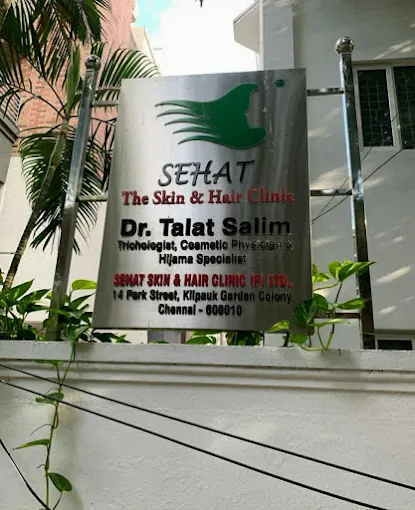 SEHAT
The Skin & Hair Clinic
Dr. Talat Salim
Trichologist, Cosmetic Physician &
Hijama Specialist
SEHAT SKIN & HAIR CLINIC (P) LTD.,
14 Park Street, Kilpauk Garden Colony
Chennai - 600010